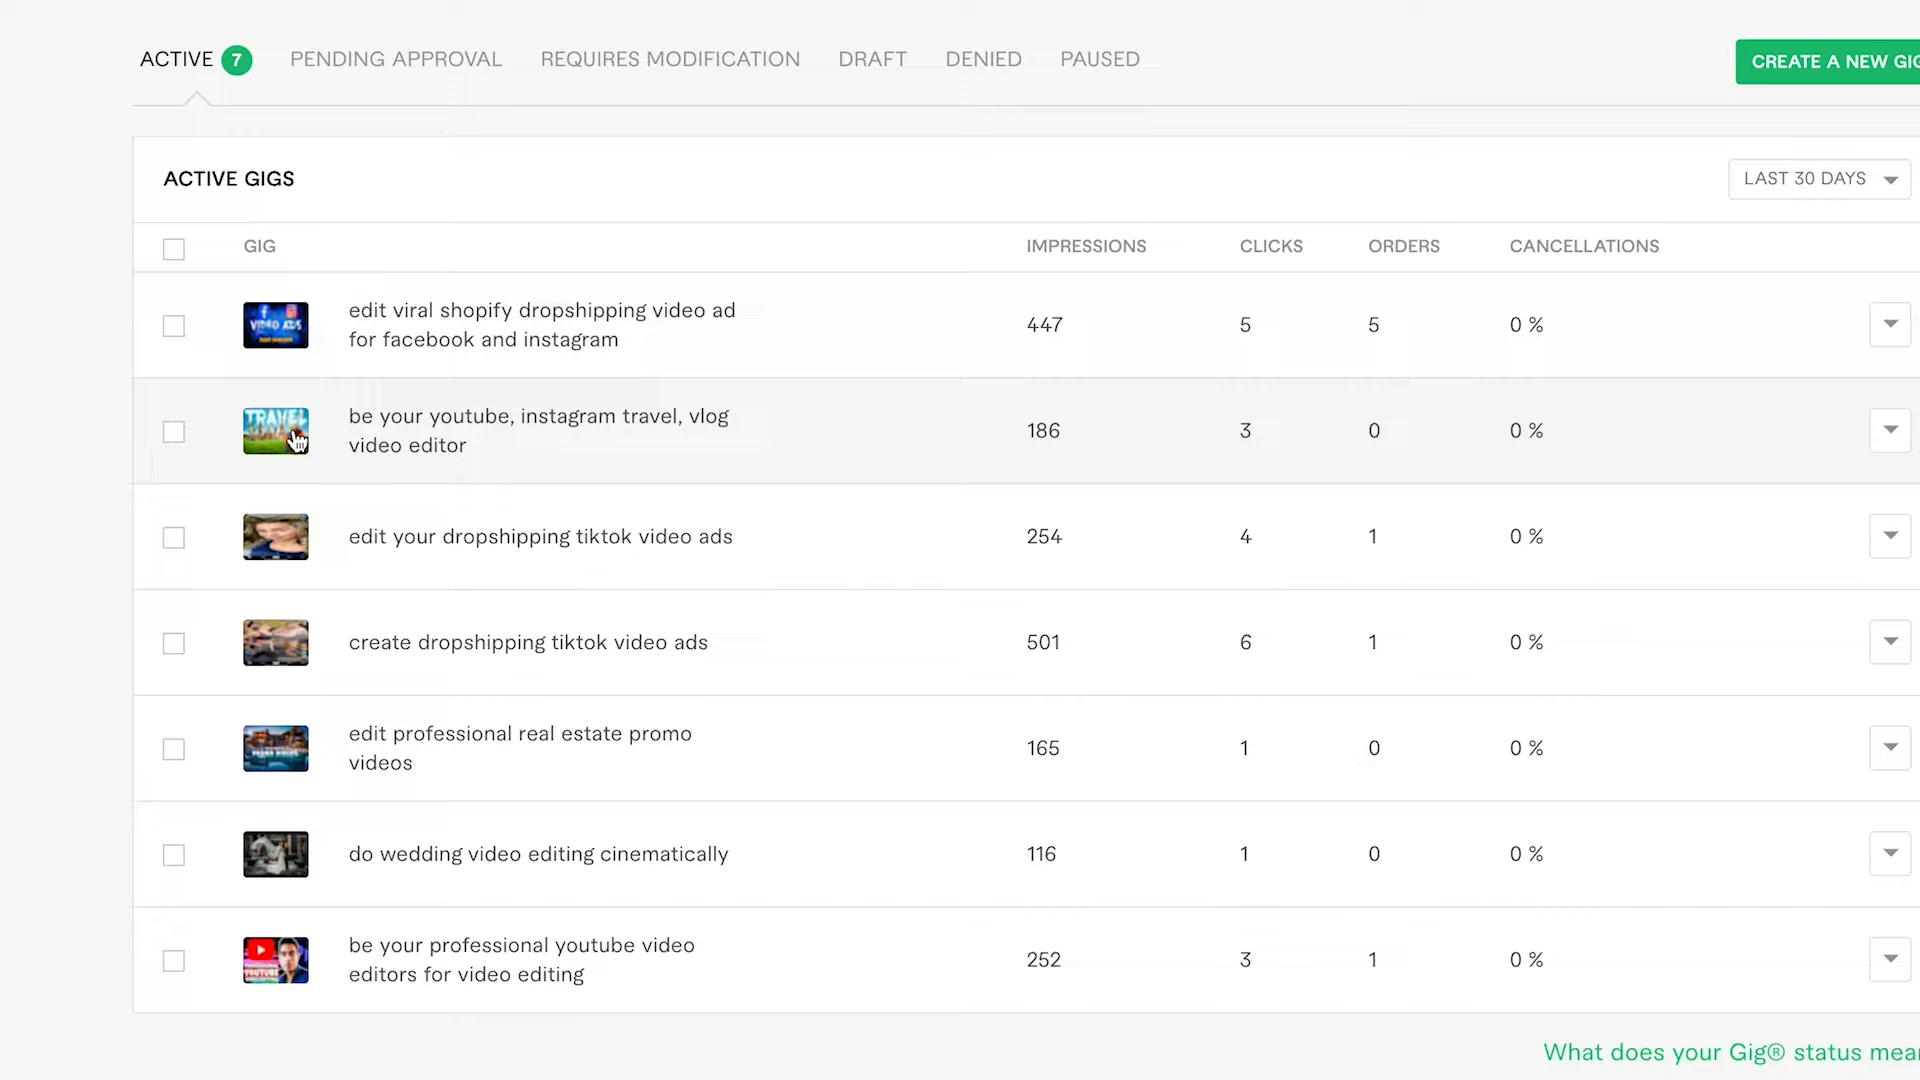 ACTIVE 7 PENDING APPROVAL REQUIRES MODIFICATION DRAFT DENIED PAUSED
CREATE A NEW GIG
ACTIVE GIGS
LAST 30 DAYS
GIG IMPRESSIONS CLICKS ORDERS CANCELLATIONS
VIDEO ADS
edit viral shopify dropshipping video ad
for facebook and instagram
447 5 5 0 %
TRAVEL
be your youtube, instagram travel, vlog
video editor
186 3 0 0 %
edit your dropshipping tiktok video ads
254 4 1 0 %
create dropshipping tiktok video ads
501 6 1 0 %
edit professional real estate promo
videos
165 1 0 0 %
do wedding video editing cinematically
116 1 0 0 %
YOUTUBE
be your professional youtube video
editors for video editing
252 3 1 0 %
What does your Gig® status mean